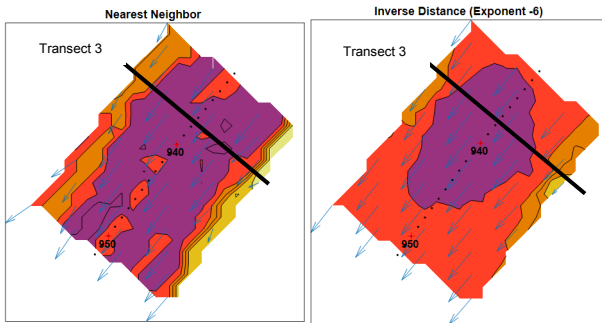 Nearest Neighbor
Transect 3
940
950
Inverse Distance (Exponent -6)
Transect 3
940
950